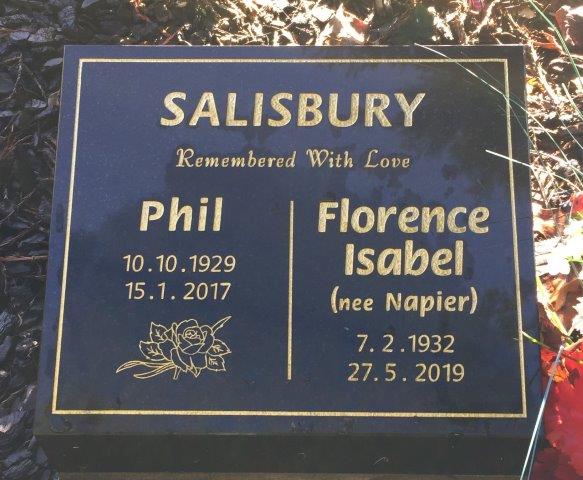 SALISBURY
Remembered With Love
Phil
10.10.1929
15.1.2017
Florence
Isabel
(nee Napier)
7.2.1932
27.5.2019